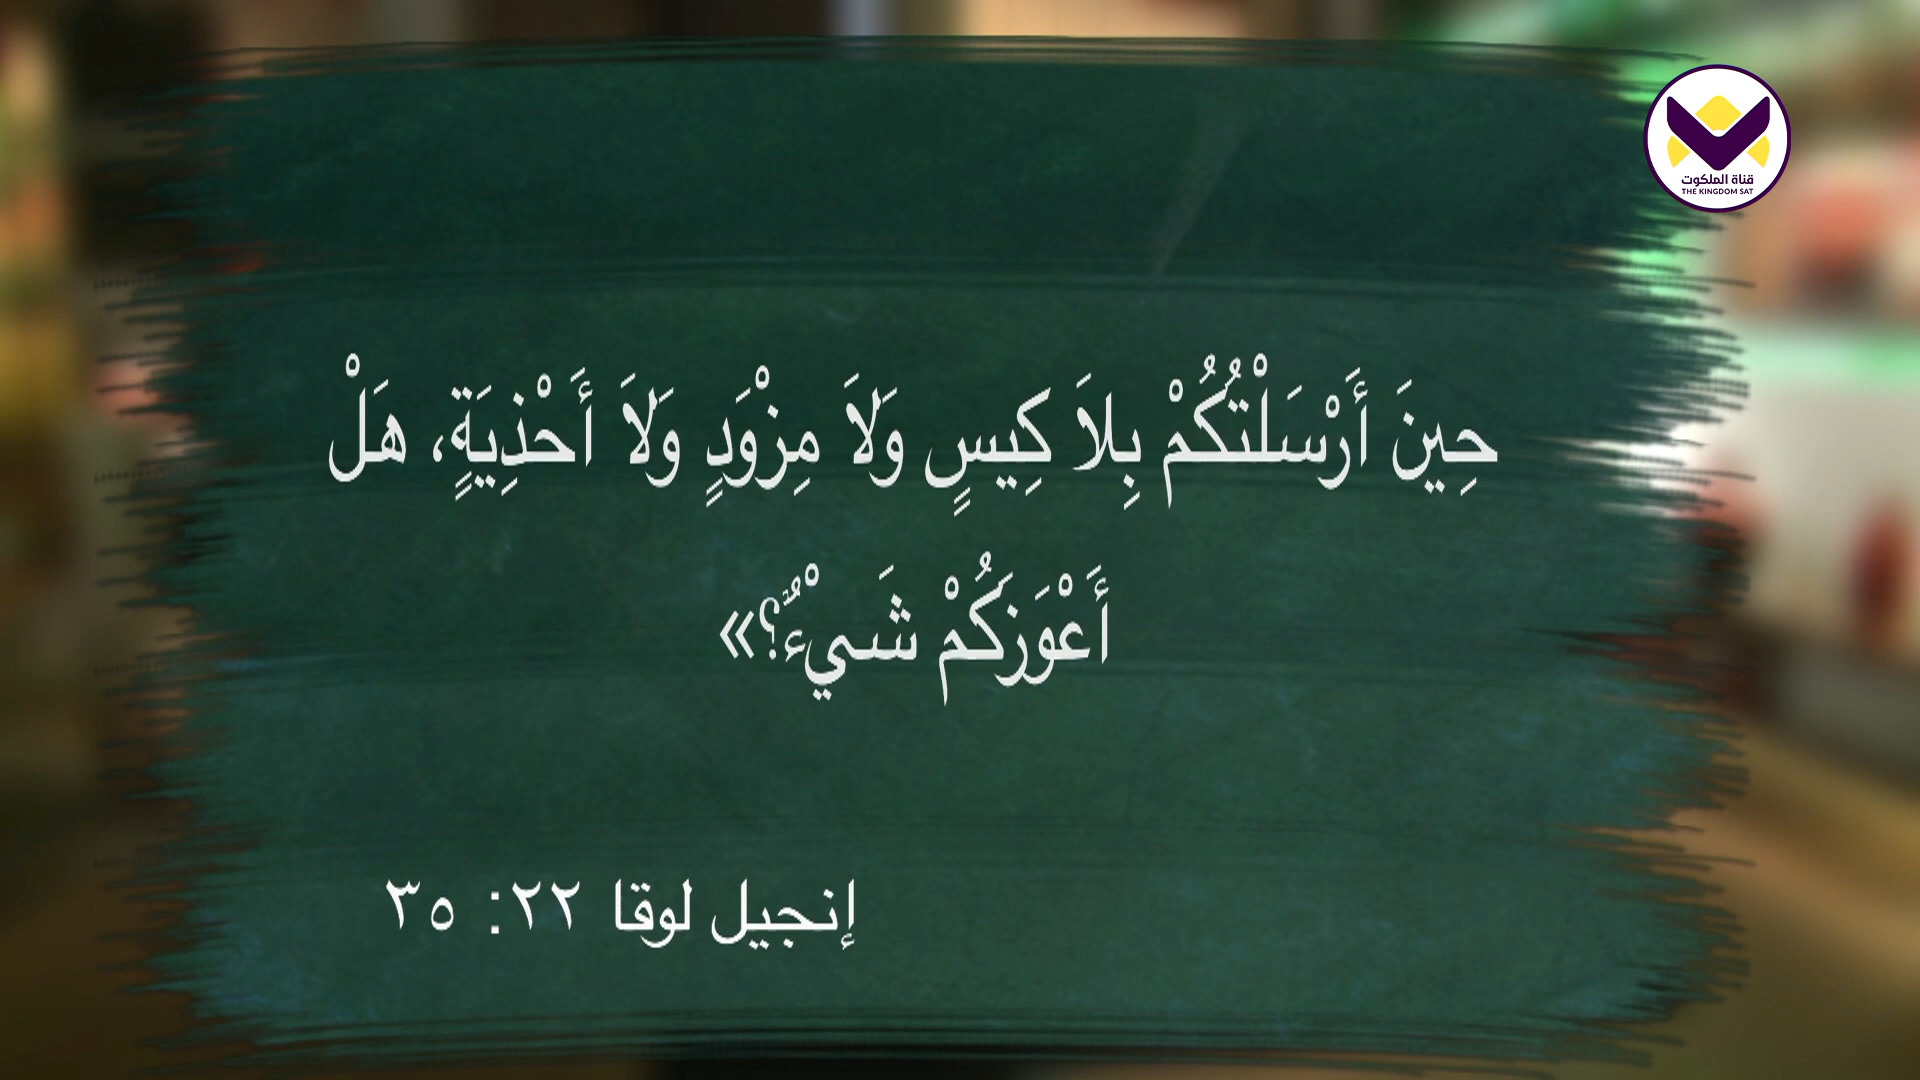 قناة الملكوت
THE KINGDOM SAT
حِينَ أَرْسَلْتُكُمْ بِلاَ كِيسٍ وَلاَ مِزْوَدٍ وَلاَ أَحْذِيَةٍ، هَلْ
أَعْوَزَكُمْ شَيْءٌ؟»
إنجيل لوقا ٢٢: ٣٥